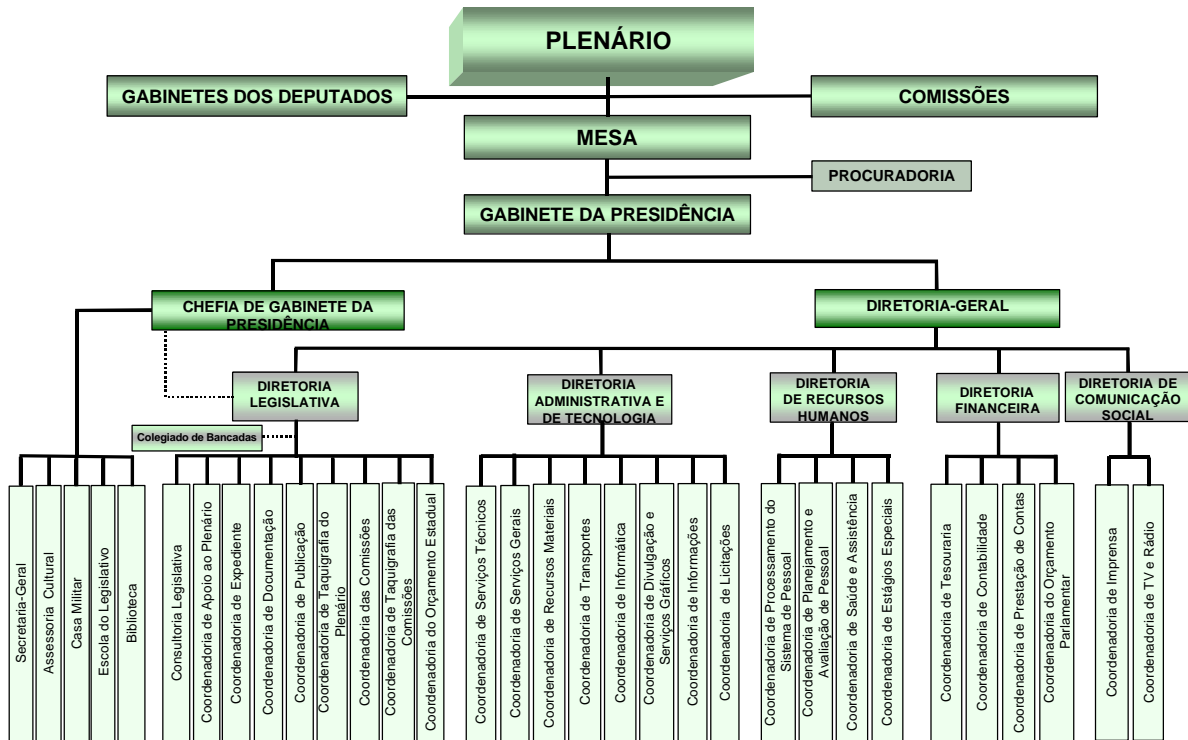 PLENÁRIO
GABINETES DOS DEPUTADOS
COMISSÕES
MESA
PROCURADORIA
GABINETE DA PRESIDÊNCIA
CHEFIA DE GABINETE DA
PRESIDÊNCIA
DIRETORIA-GERAL
DIRETORIA
LEGISLATIVA
DIRETORIA
ADMINISTRATIVA E
DE TECNOLOGIA
DIRETORIA
DE RECURSOS
HUMANOS
DIRETORIA
FINANCEIRA
DIRETORIA DE
COMUNICAÇÃO
SOCIAL
Colegiado de Bancadas
Secretaria-Geral
Assessoria Cultural
Casa Militar
Escola do Legislativo
Biblioteca
Consultoria Legislativa
Coordenadoria de Apoio ao Plenário
Coordenadoria de Expediente
Coordenadoria de Documentação
Coordenadoria de Publicação
Coordenadoria de Taquigrafia do
Plenário
Coordenadoria das Comissões
Coordenadoria de Taquigrafia das
Comissões
Coordenadoria do Orçamento Estadual
Coordenadoria de Serviços Técnicos
Coordenadoria de Serviços Gerais
Coordenadoria de Recursos Materiais
Coordenadoria de Transportes
Coordenadoria de Informática
Coordenadoria de Divulgação e
Serviços Gráficos
Coordenadoria de Informações
Coordenadoria de Licitações
Coordenadoria de Processamento do
Sistema de Pessoal
Coordenadoria de Planejamento e
Avaliação de Pessoal
Coordenadoria de Saúde e Assistência
Coordenadoria de Estágios Especiais
Coordenadoria de Tesouraria
Coordenadoria de Contabilidade
Coordenadoria de Prestação de Contas
Coordenadoria do Orçamento
Parlamentar
Coordenadoria de Imprensa
Coordenadoria de TV e Rádio